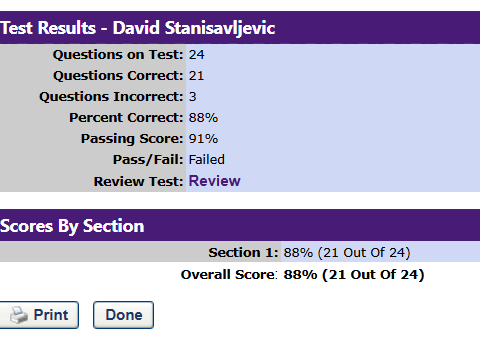 Test Results - David Stanisavljevic
Questions on Test: 24
Questions Correct: 21
Questions Incorrect: 3
Percent Correct: 88%
Passing Score: 91%
Pass/Fail: Failed
Review Test: Review
Scores By Section
Section 1: 88% (21 Out Of 24)
Overall Score: 88% (21 Out Of 24)
Print Done